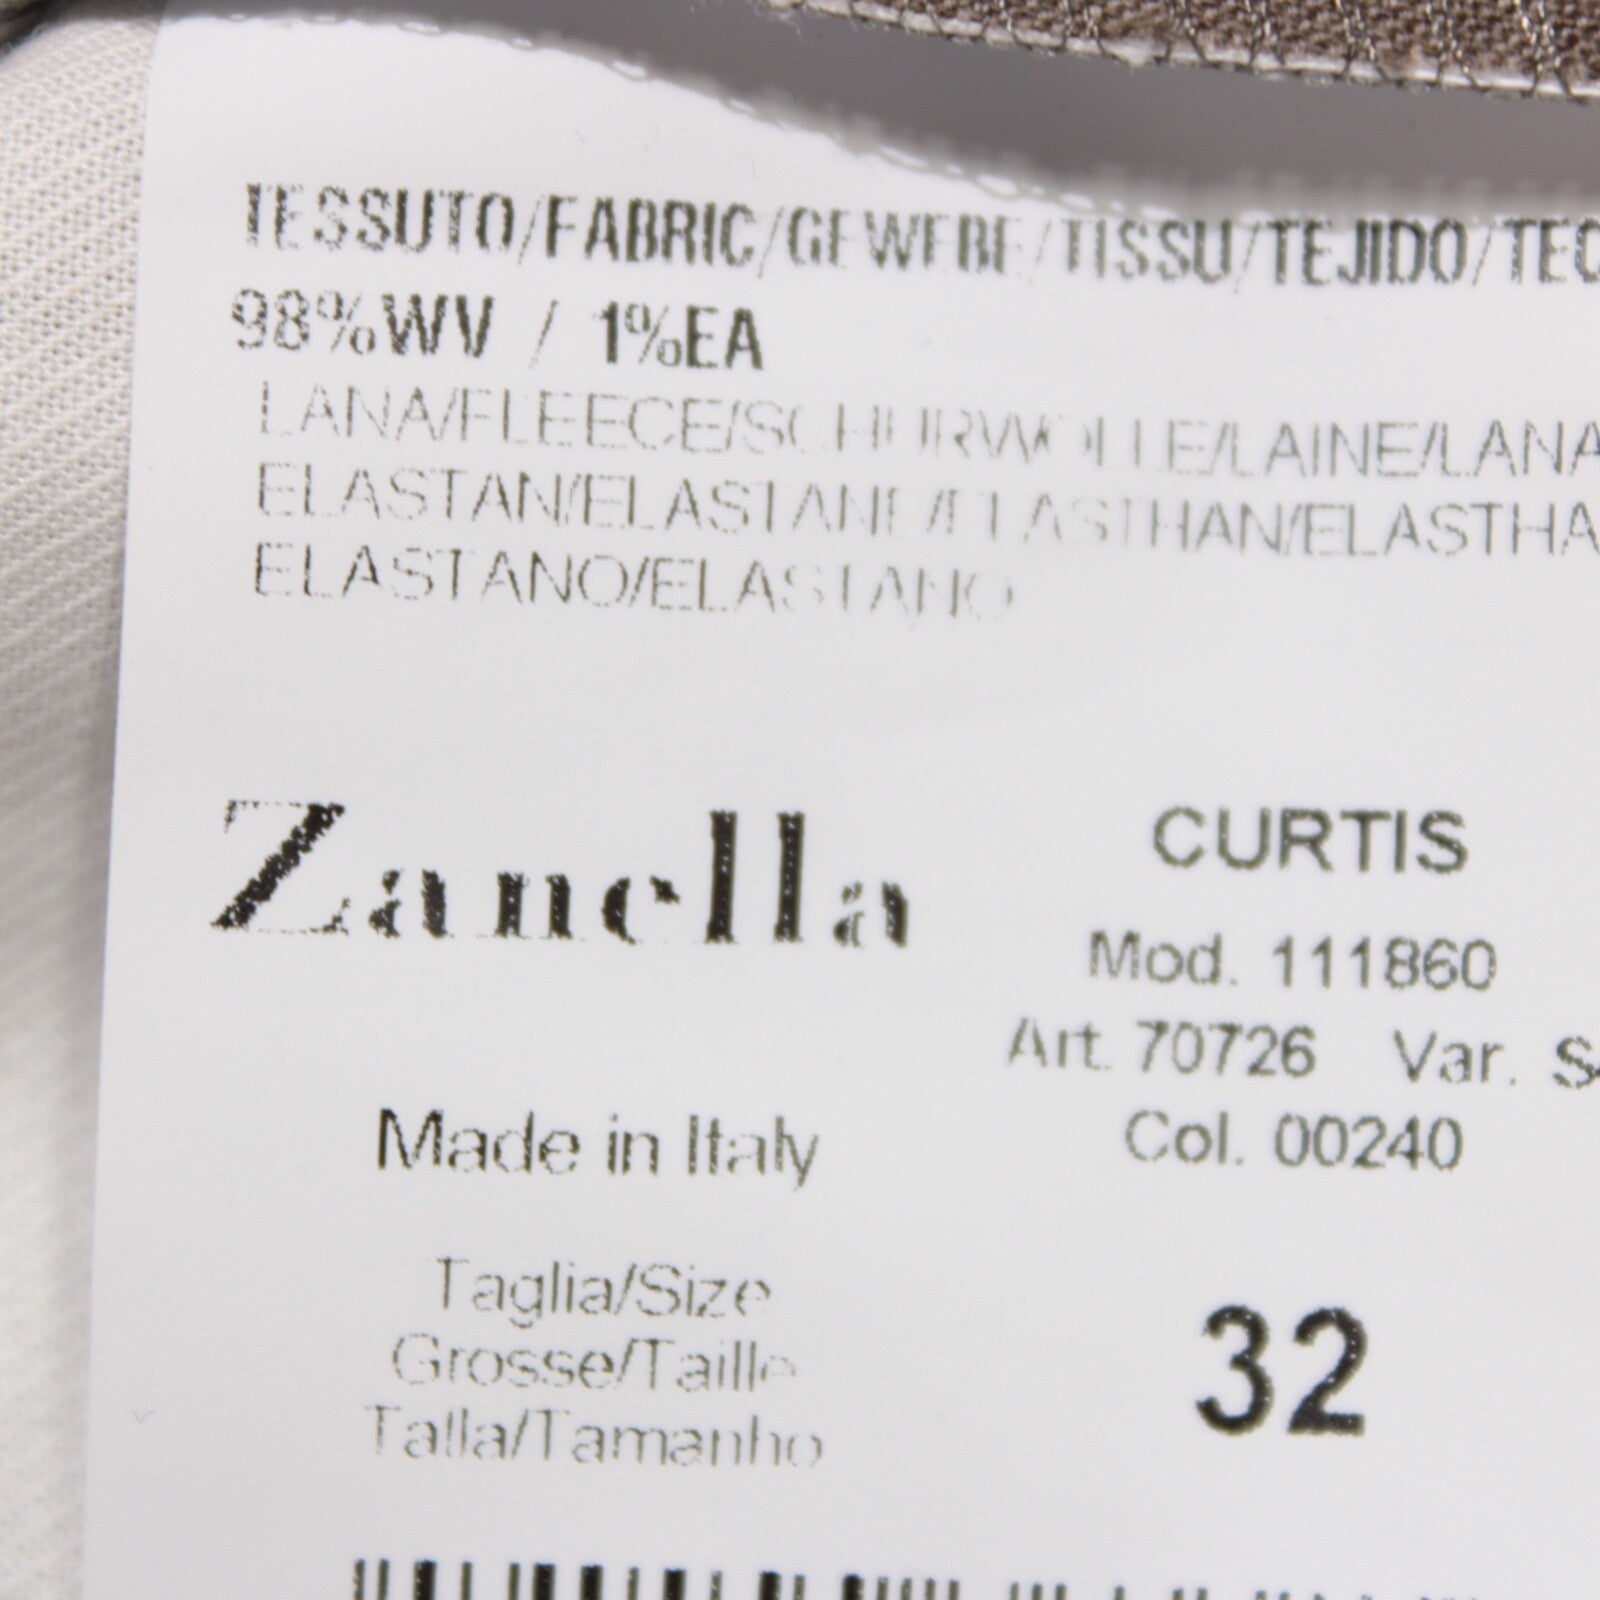 TESSUTO/FABRIC/GEWEBE/TISSU/TEJIDO/
98%WV / 1%EA
LANA/FLEECE/SCHURWOLLE/LAINE/LANA
ELASTAN/ELASTANE/ELASTHAN/
ELASTANO/ELASTANO
Zanella
CURTIS
Mod. 111860
Art. 70726 Var.
Made in Italy
Col. 00240
Taglia/Size
Grosse/Taille
Talla/Tamanho
32